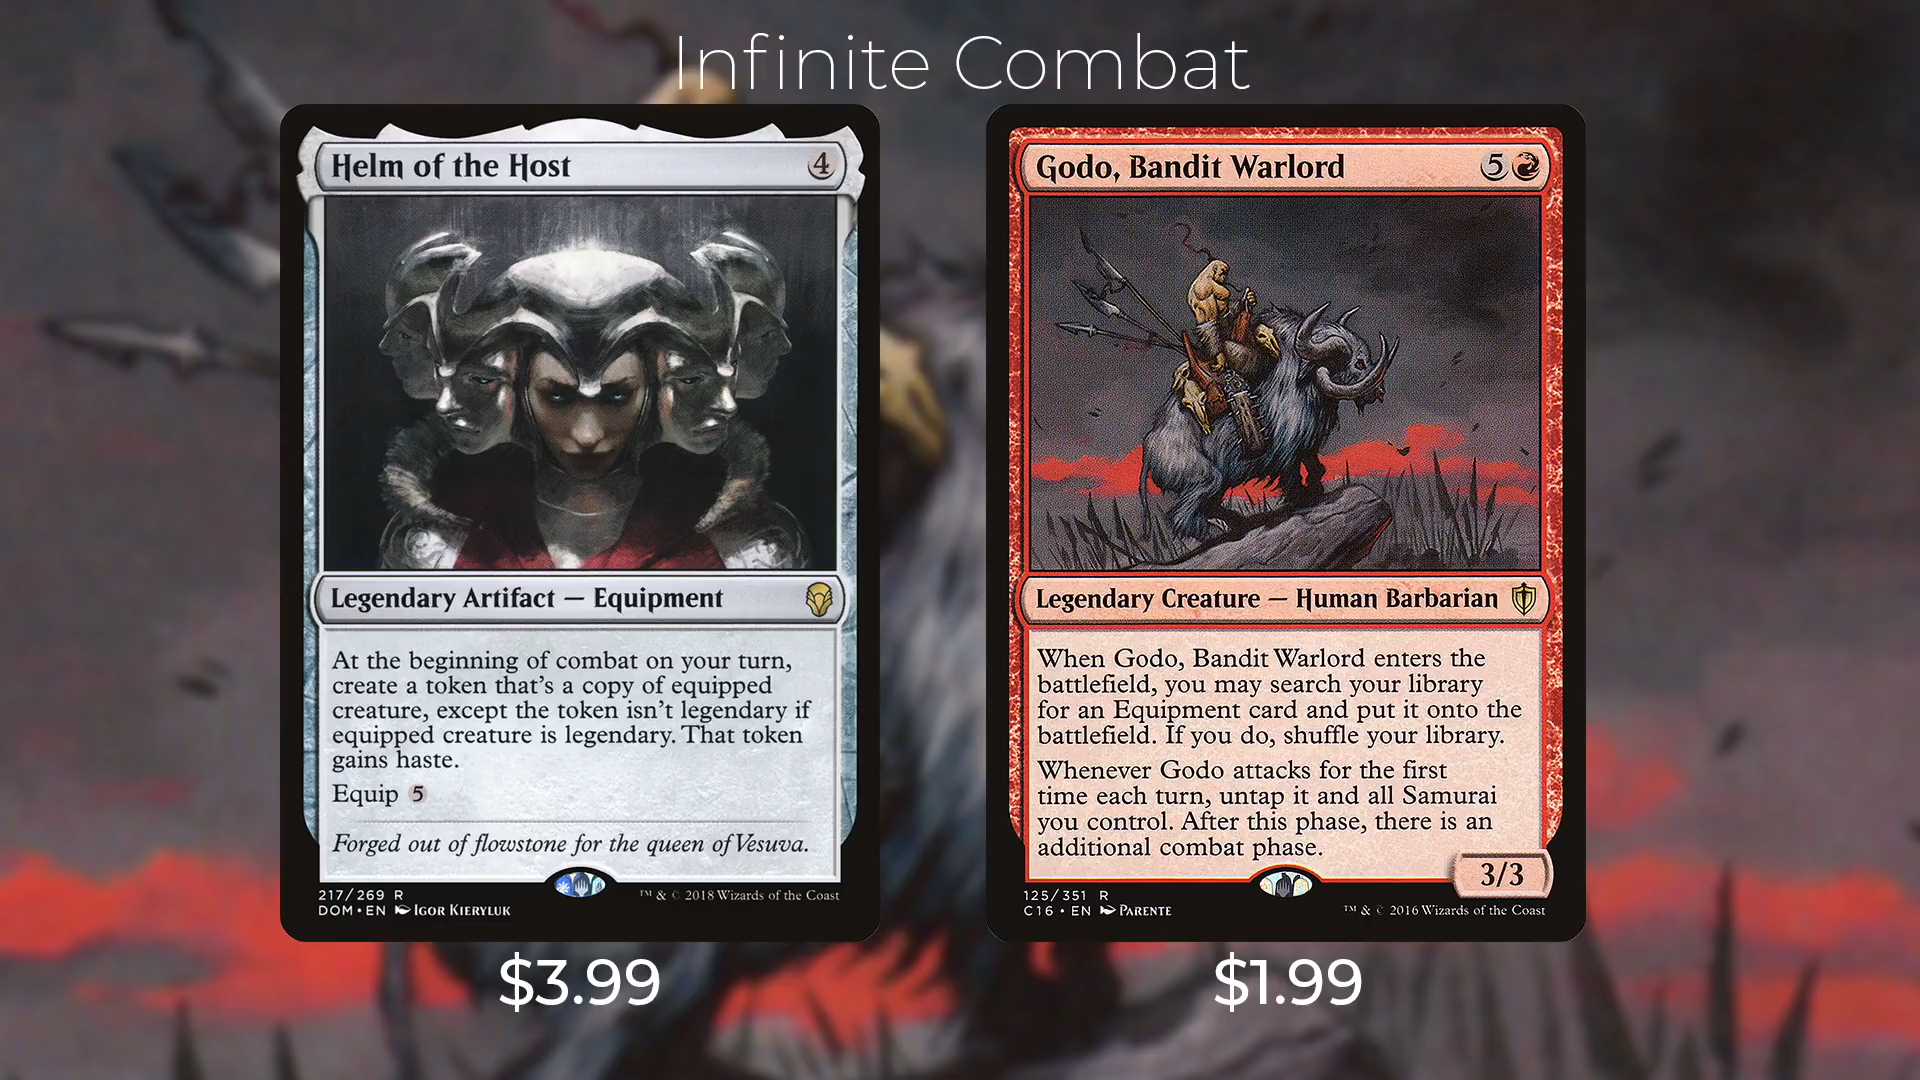 Infinite Combat
Helm of the Host 4
Legendary Artifact — Equipment
At the beginning of combat on your turn,
create a token that's a copy of equipped
creature, except the token isn't legendary if
equipped creature is legendary. That token
gains haste.
Equip 5
Forged out of flowstone for the queen of Vesuva.
217/269 R
DOM • EN IGOR KIERYLUK
™ & © 2018 Wizards of the Coast
$3.99
Godo, Bandit Warlord 5
Legendary Creature — Human Barbarian
When Godo, Bandit Warlord enters the
battlefield, you may search your library
for an Equipment card and put it onto the
battlefield. If you do, shuffle your library.
Whenever Godo attacks for the first
time each turn, untap it and all Samurai
you control. After this phase, there is an
additional combat phase.
3/3
125/351 R
C16 • EN PARENTE
™ & © 2016 Wizards of the Coast
$1.99